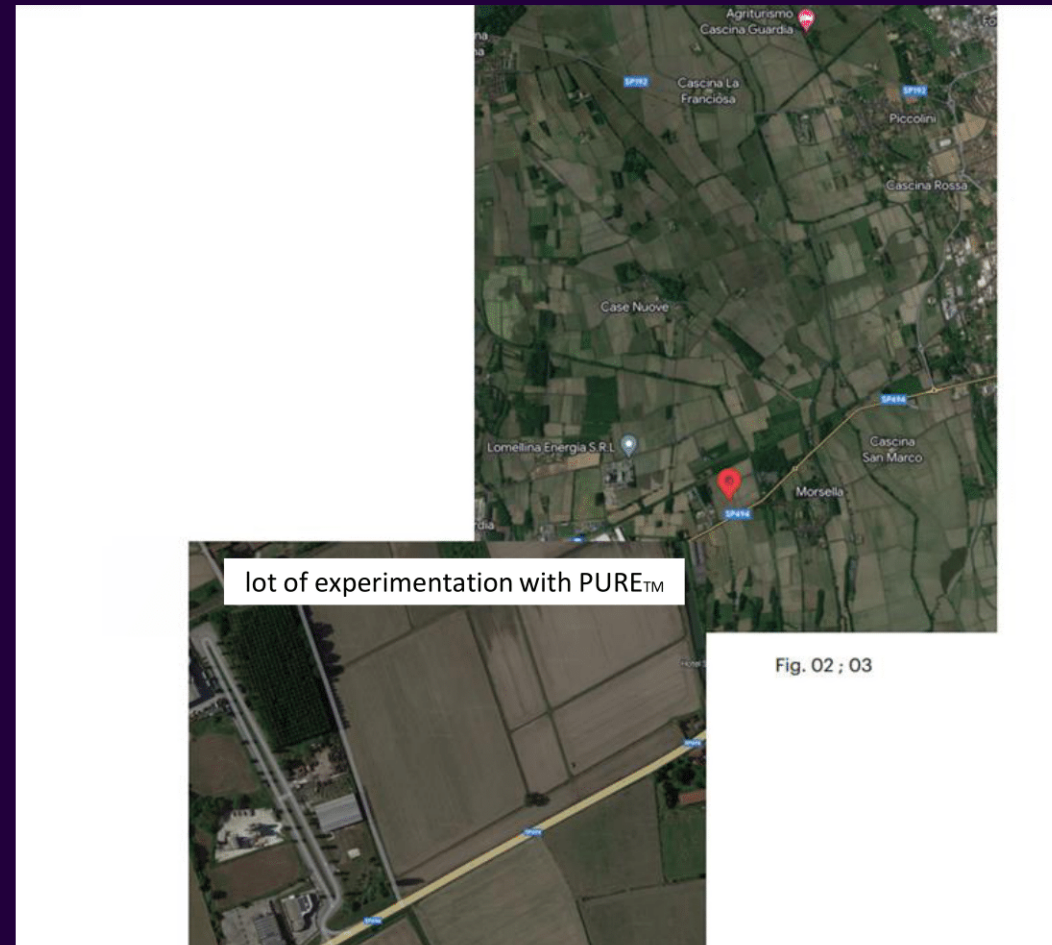 Agriturismo
Cascina Guardia
SP192
Cascina La
Franciosa
SP192
Piccolini
Cascina Rossa
Case Nuove
SP494
Lomellina Energia S.R.L
Cascina
San Marco
Morsella
SP494
lot of experimentation with PURE™
Fig. 02 ; 03